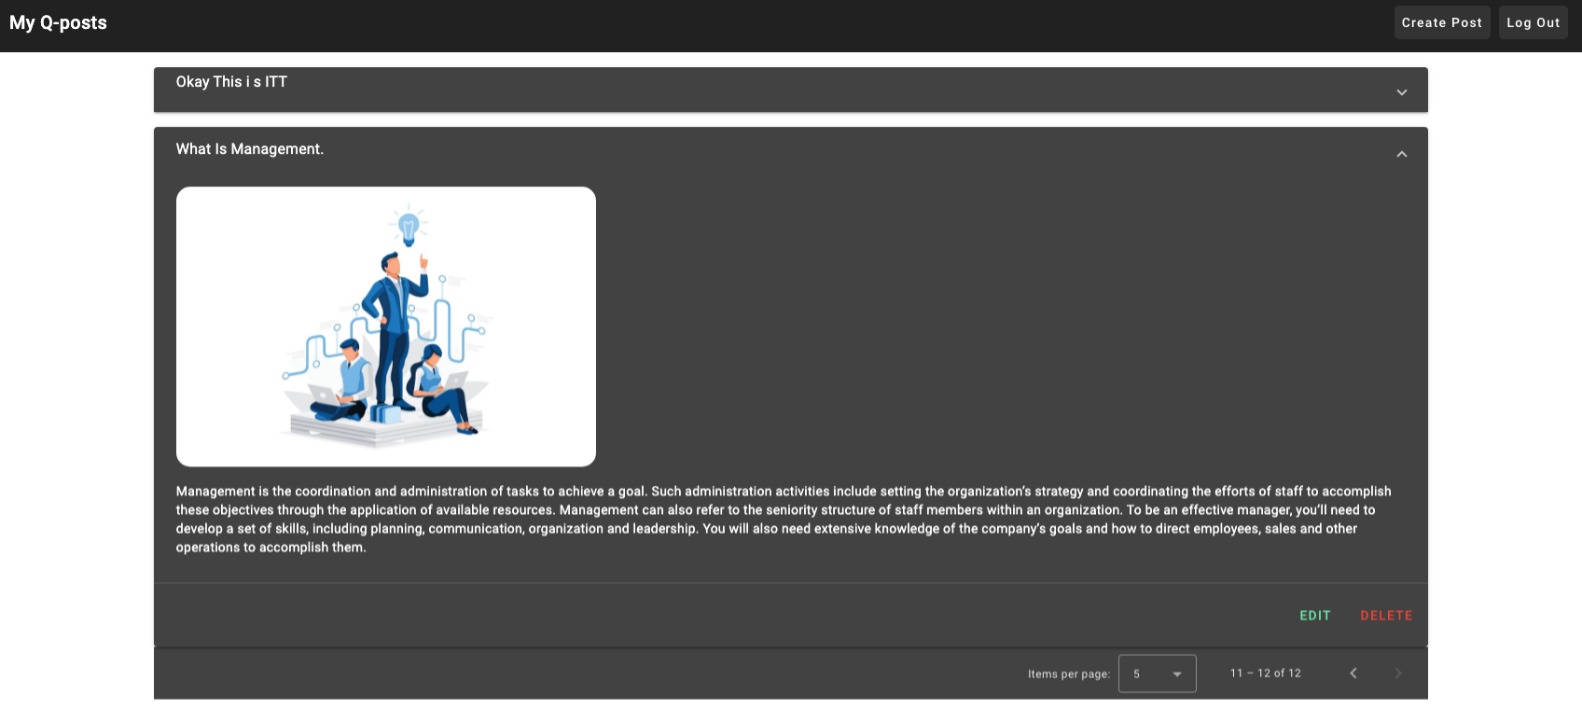 My Q-posts
Create Post
Log Out
Okay This i s ITT
What Is Management.
Management is the coordination and administration of tasks to achieve a goal. Such administration activities include setting the organization’s strategy and coordinating the efforts of staff to accomplish
these objectives through the application of available resources. Management can also refer to the seniority structure of staff members within an organization. To be an effective manager, you’ll need to
develop a set of skills, including planning, communication, organization and leadership. You will also need extensive knowledge of the company’s goals and how to direct employees, sales and other
operations to accomplish them.
EDIT
DELETE
Items per page:
5
11 – 12 of 12